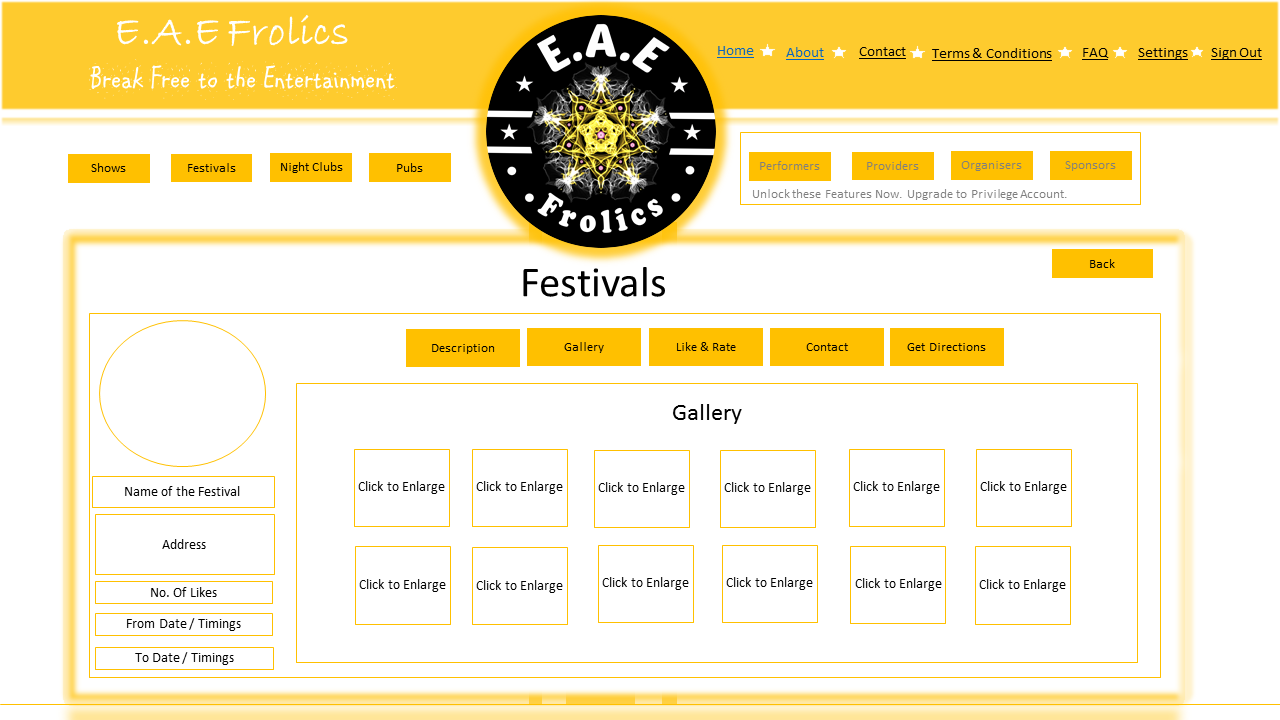 E.A.E Frolics
Break Free to the Entertainment
E.A.E
Frolics
Home About Contact Terms & Conditions FAQ Settings Sign Out
Shows Festivals Night Clubs Pubs
Performers Providers Organisers Sponsors
Unlock these Features Now. Upgrade to Privilege Account.
Back
Festivals
Description Gallery Like & Rate Contact Get Directions
Name of the Festival
Address
No. Of Likes
From Date / Timings
To Date / Timings
Gallery
Click to Enlarge Click to Enlarge Click to Enlarge Click to Enlarge Click to Enlarge Click to Enlarge
Click to Enlarge Click to Enlarge Click to Enlarge Click to Enlarge Click to Enlarge Click to Enlarge